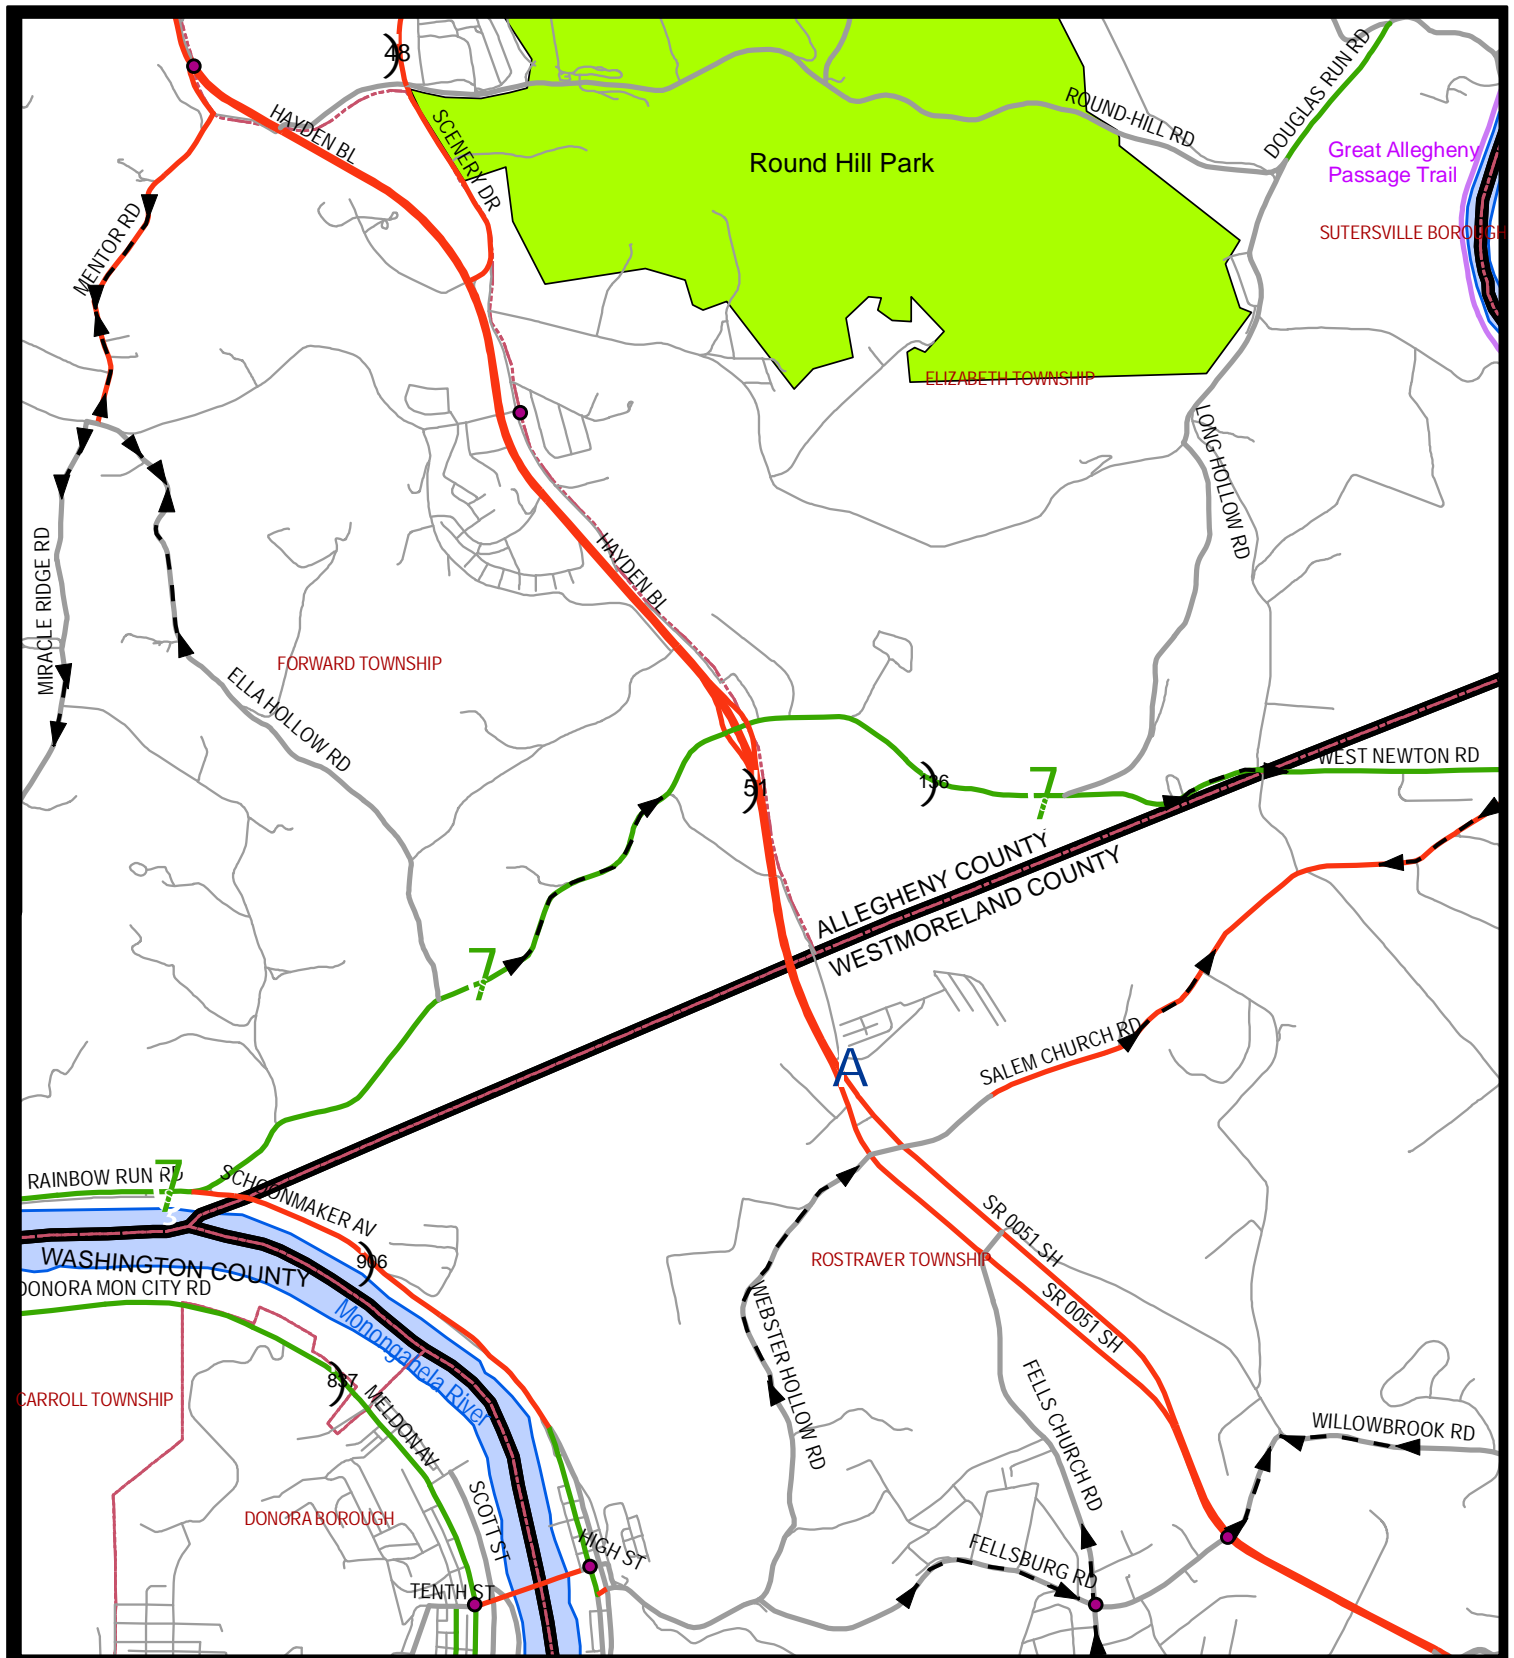 48
HAYDEN BL
SCENERY DR
ROUND-HILL RD
DOUGLAS RUN RD
Round Hill Park
Great Allegheny
Passage Trail
SUTERSVILLE BOROUGH
MENTOR RD
ELIZABETH TOWNSHIP
LONG HOLLOW RD
HAYDEN BL
MIRACLE RIDGE RD
FORWARD TOWNSHIP
ELLA HOLLOW RD
WEST NEWTON RD
51
136
7
ALLEGHENY COUNTY
WESTMORELAND COUNTY
7
A
SALEM CHURCH RD
RAINBOW RUN RD
7
3
SCHOONMAKER AV
906
WASHINGTON COUNTY
DONORA MON CITY RD
Monongahela River
ROSTRAVER TOWNSHIP
SR 0051 SH
SR 0051 SH
WEBSTER HOLLOW RD
837
MELDON AV
CARROLL TOWNSHIP
FELLS CHURCH RD
WILLOWBROOK RD
DONORA BOROUGH
SCOTT ST
HIGH ST
FELLSBURG RD
TENTH ST